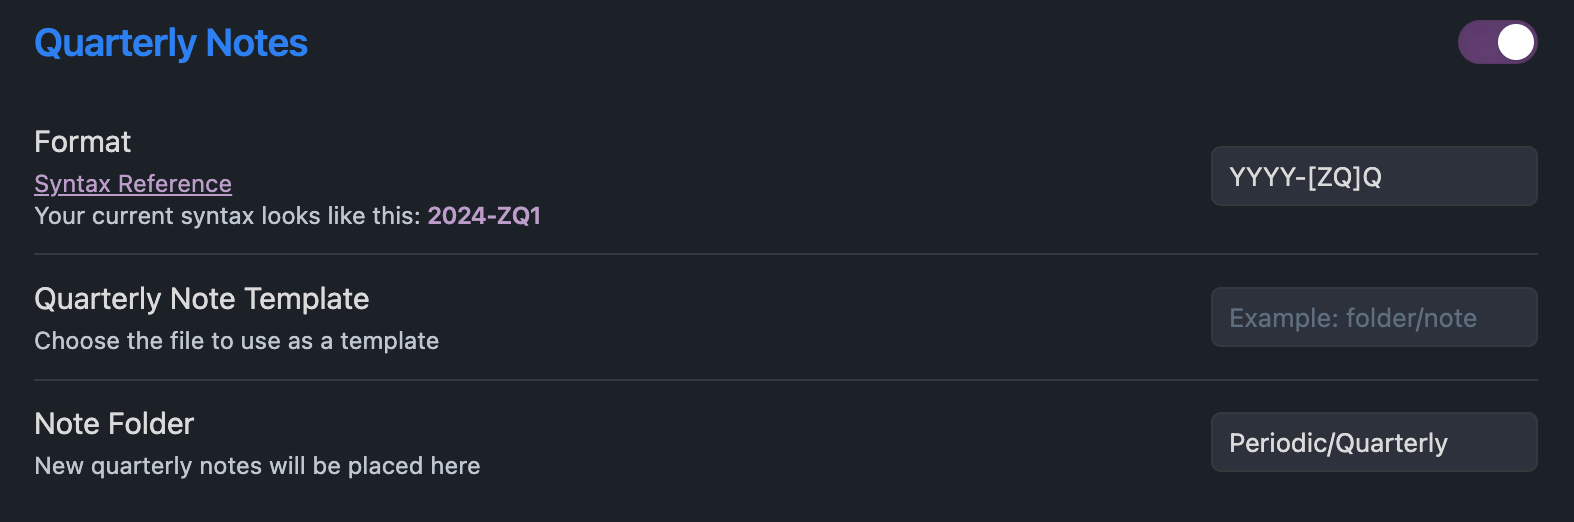 Quarterly Notes
Format
Syntax Reference
Your current syntax looks like this: 2024-ZQ1
YYYY-[ZQ]Q
Quarterly Note Template
Choose the file to use as a template
Example: folder/note
Note Folder
New quarterly notes will be placed here
Periodic/Quarterly